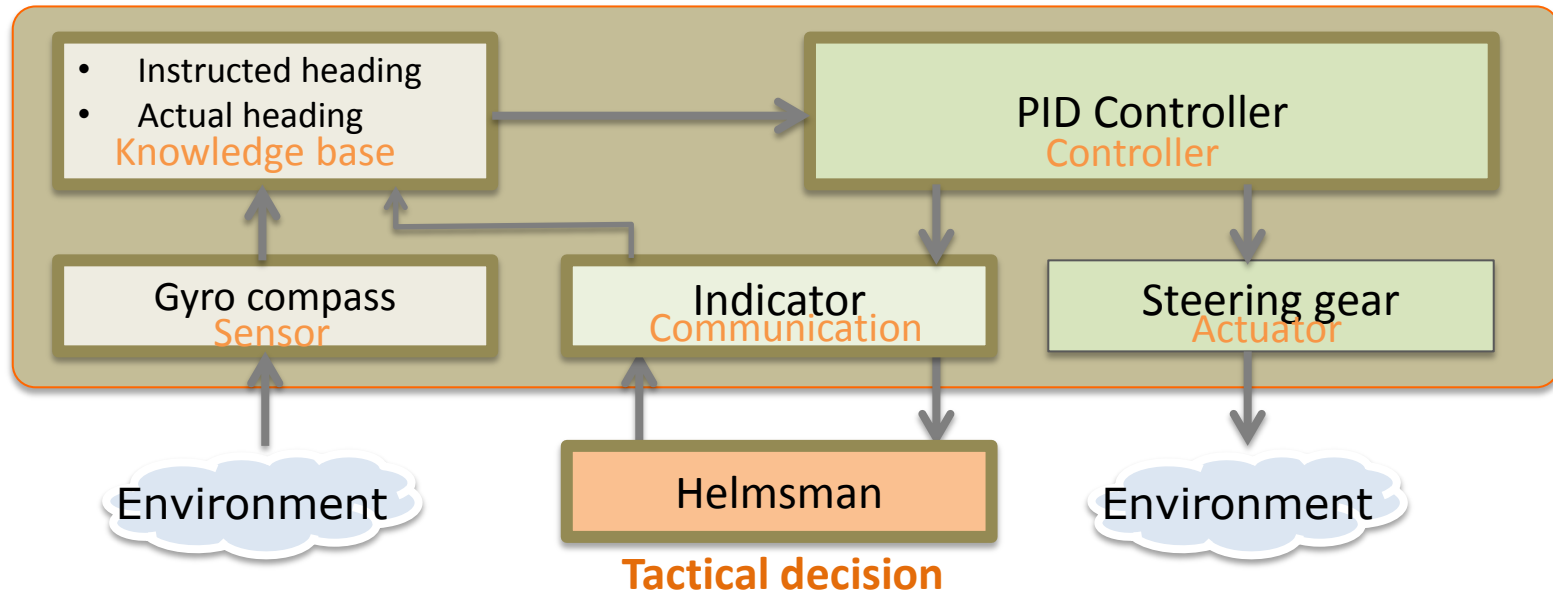 • Instructed heading
• Actual heading
Knowledge base
PID Controller
Controller
Gyro compass
Sensor
Indicator
Communication
Steering gear
Actuator
Environment
Helmsman
Environment
Tactical decision